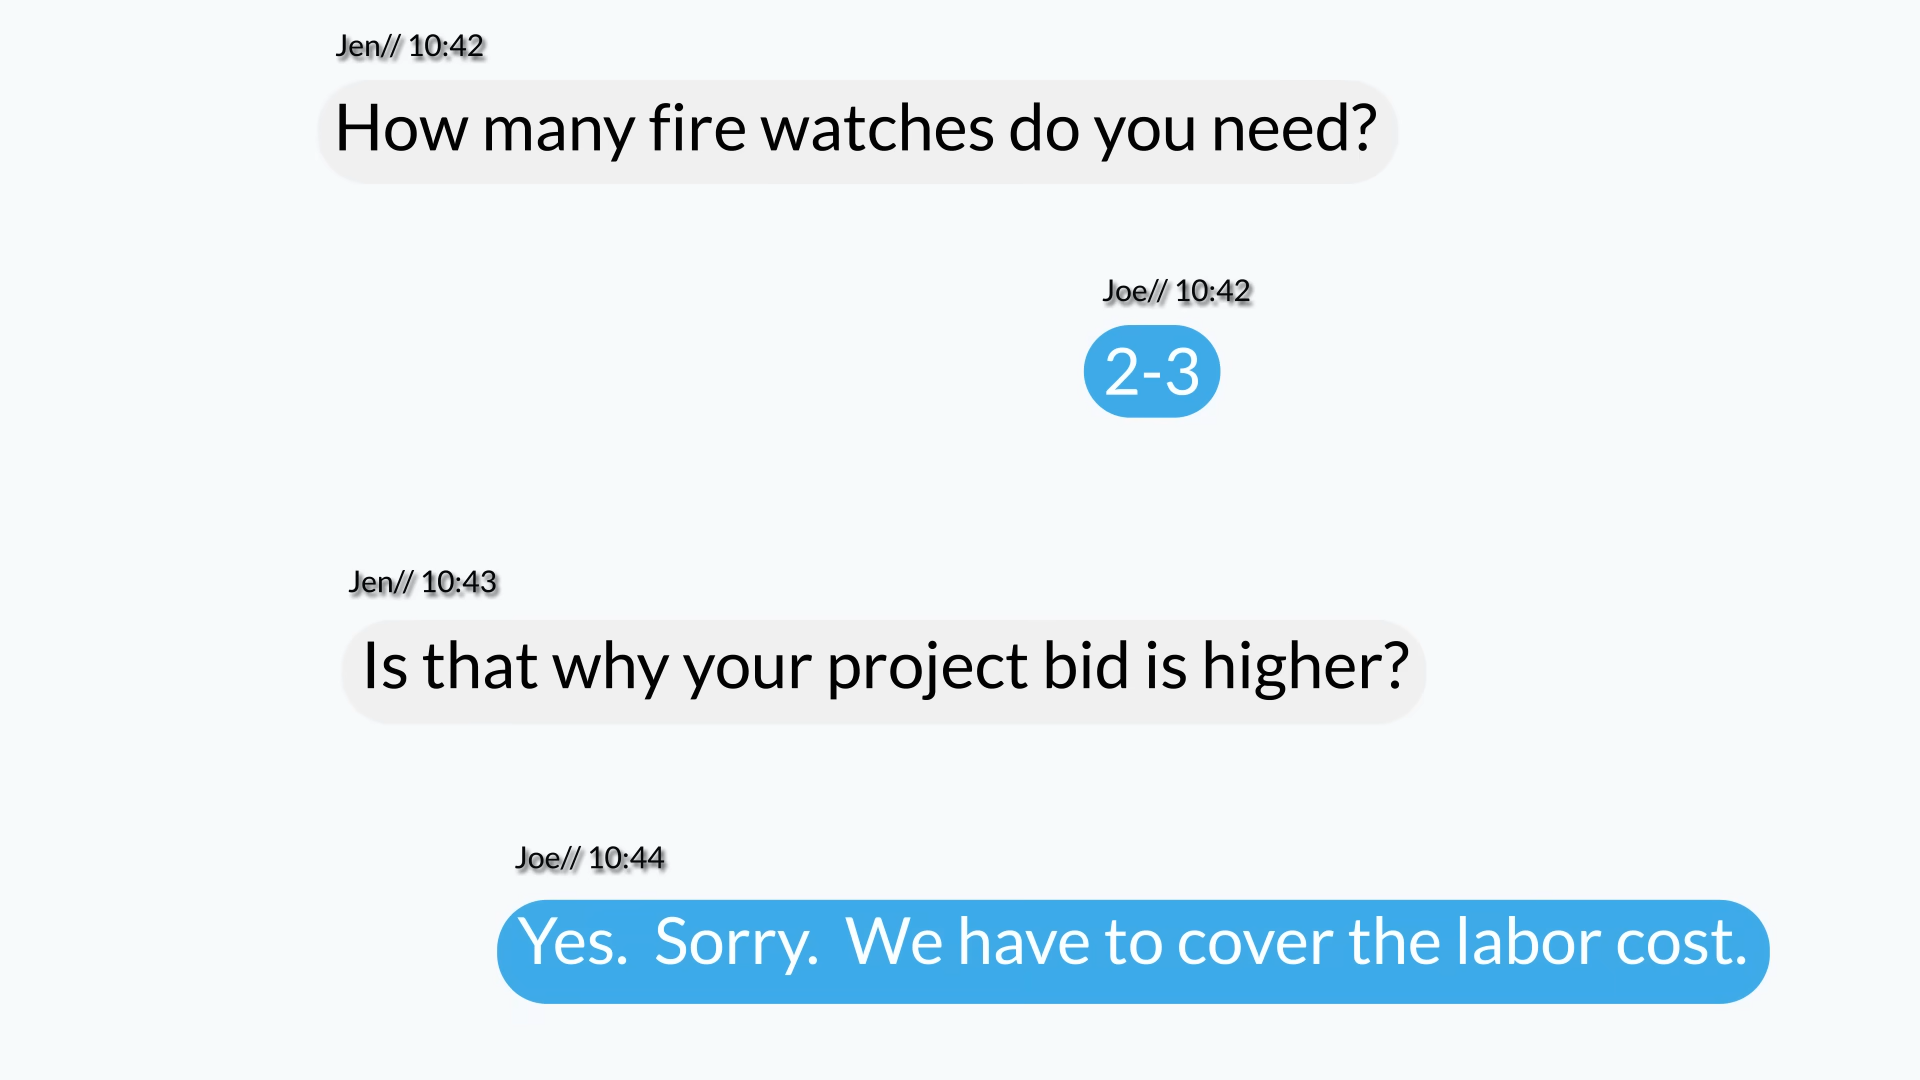 Jen// 10:42
How many fire watches do you need?
Joe// 10:42
2-3
Jen// 10:43
Is that why your project bid is higher?
Joe// 10:44
Yes.  Sorry.  We have to cover the labor cost.